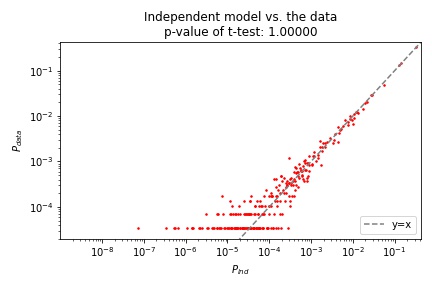 Independent model vs. the data
p-value of t-test: 1.00000
P_data
10^-1
10^-2
10^-3
10^-4
y=x
10^-8 10^-7 10^-6 10^-5 10^-4 10^-3 10^-2 10^-1
P_ind